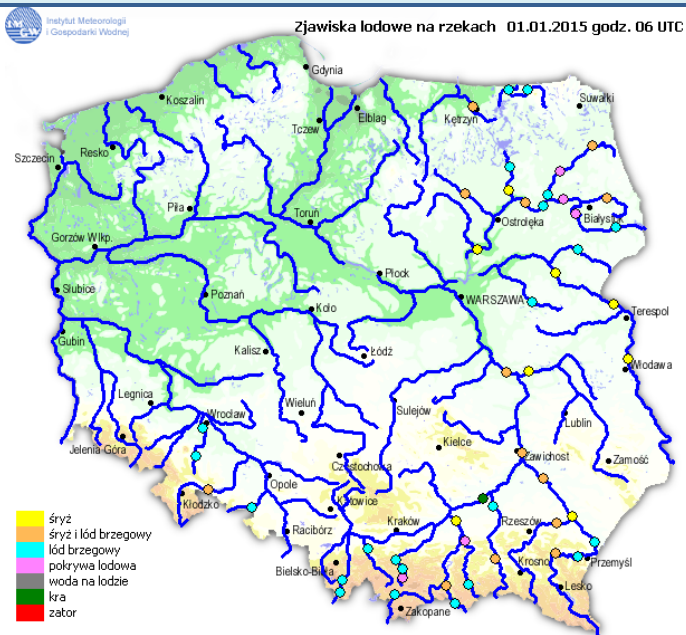 IMGW
Instytut Meteorologii
i Gospodarki Wodnej
Zjawiska lodowe na rzekach 01.01.2015 godz. 06 UTC
Gdynia
Koszalin
Suwałki
Elbląg
Kętrzyn
Tczew
Resko
Szczecin
Piła
Toruń
Ostrołęka
Białystok
Gorzów Wlkp.
Płock
Słubice
Poznań
WARSZAWA
Koło
Terespol
Gubin
Kalisz
Łódź
Włodawa
Legnica
Wieluń
Sulejów
Wrocław
Lublin
Jelenia Góra
Kielce
Zawichost
Zamość
Częstochowa
Opole
Kłodzko
Katowice
Racibórz
Kraków
Rzeszów
Bielsko-Biała
Krosno
Przemyśl
Lesko
Zakopane
śryż
śryż i lód brzegowy
lód brzegowy
pokrywa lodowa
woda na lodzie
kra
zator